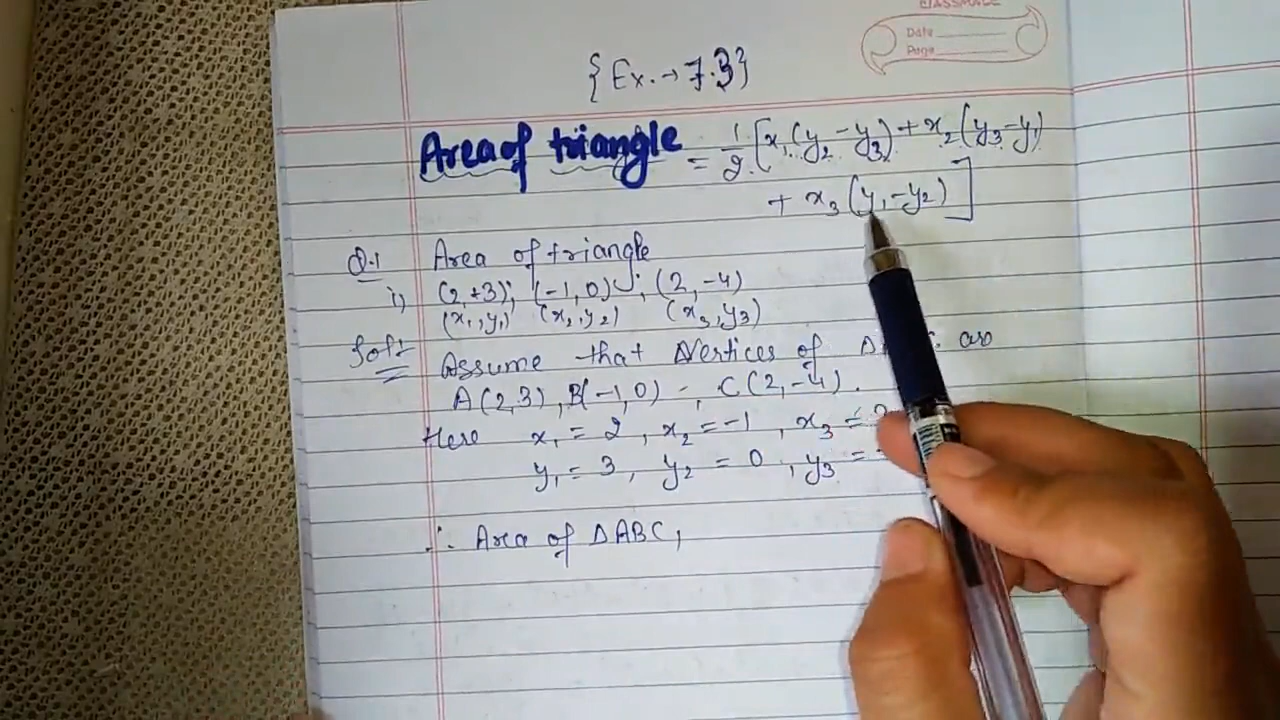 CLASSMATE
Date
Page
{Ex. → 7.3}
Area of triangle = 1/2 [x₁(y₂ - y₃) + x₂(y₃ - y₁)
+ x₃(y₁ - y₂)]
Q.1 Area of triangle
i) (2, +3); (-1, 0); (2, -4)
(x₁, y₁) (x₂, y₂) (x₃, y₃)
Assume that Vertices of Δ are
A(2, 3), B(-1, 0) -, C(2, -4).
Here x₁ = 2, x₂ = -1, x₃ =
y₁ = 3, y₂ = 0, y₃ =
∴ Area of ΔABC,